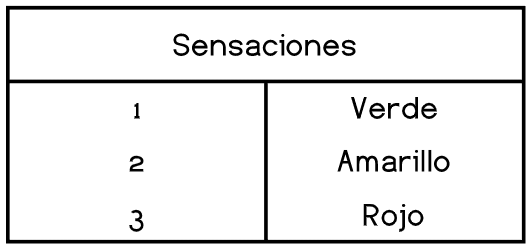 Sensaciones
1 Verde
2 Amarillo
3 Rojo